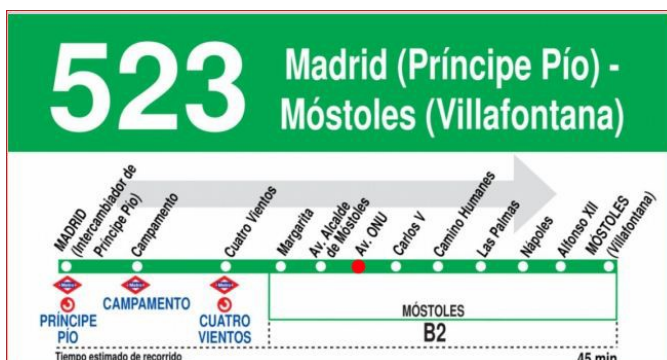 523
Madrid (Príncipe Pío) -
Móstoles (Villafontana)
MADRID
(Intercambiador de
Príncipe Pío)
Campamento
Cuatro Vientos
Margarita
Av. Alcalde
de Móstoles
Av. ONU
Carlos V
Camino Humanes
Las Palmas
Nápoles
Alfonso XII
MÓSTOLES
(Villafontana)
PRÍNCIPE
PÍO
CAMPAMENTO
CUATRO
VIENTOS
MÓSTOLES
B2
Tiempo estimado de recorrido
45 min